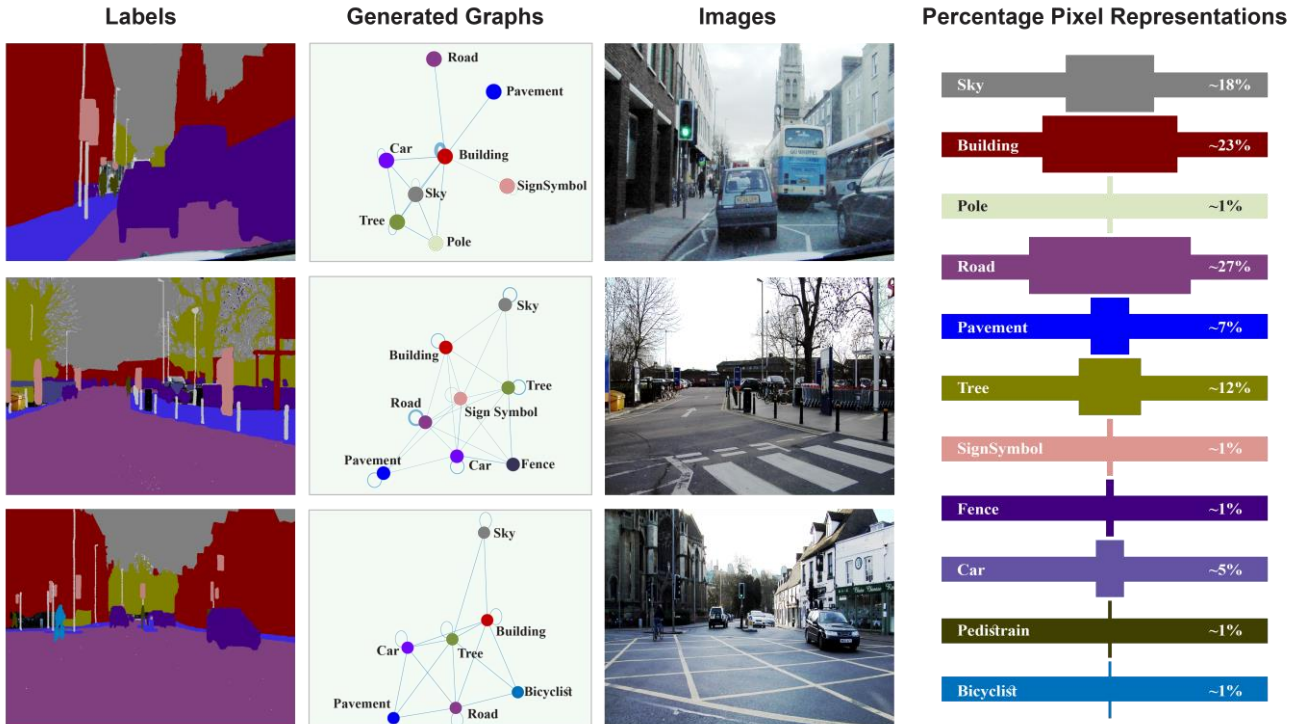 Labels
Generated Graphs
Images
Percentage Pixel Representations
Road
Pavement
Car
Building
Sky
SignSymbol
Tree
Pole
Sky
Building
Tree
Road
Sign Symbol
Pavement
Car
Fence
Sky
Building
Car
Tree
Pavement
Bicyclist
Road
Sky ~18%
Building ~23%
Pole ~1%
Road ~27%
Pavement ~7%
Tree ~12%
SignSymbol ~1%
Fence ~1%
Car ~5%
Pedistrain ~1%
Bicyclist ~1%